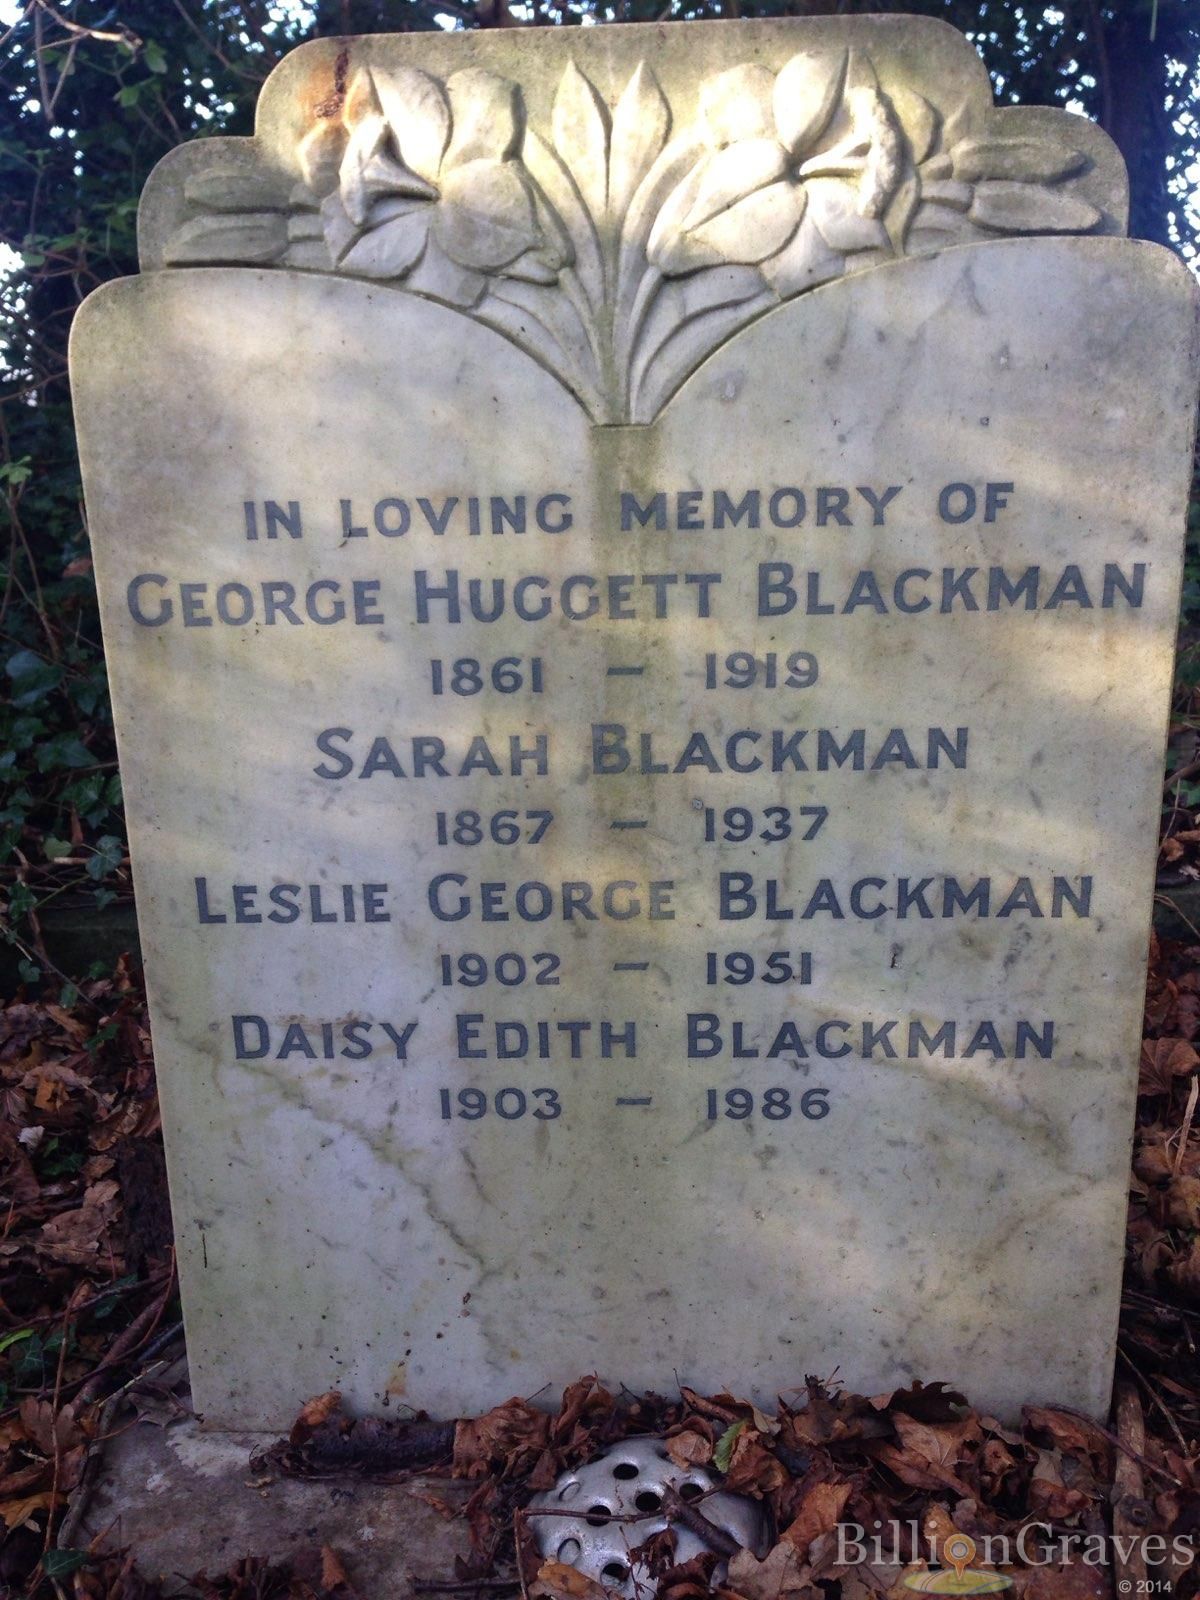 IN LOVING MEMORY OF
GEORGE HUGGETT BLACKMAN
1861 – 1919
SARAH BLACKMAN
1867 – 1937
LESLIE GEORGE BLACKMAN
1902 – 1951
DAISY EDITH BLACKMAN
1903 – 1986
BillionGraves
© 2014